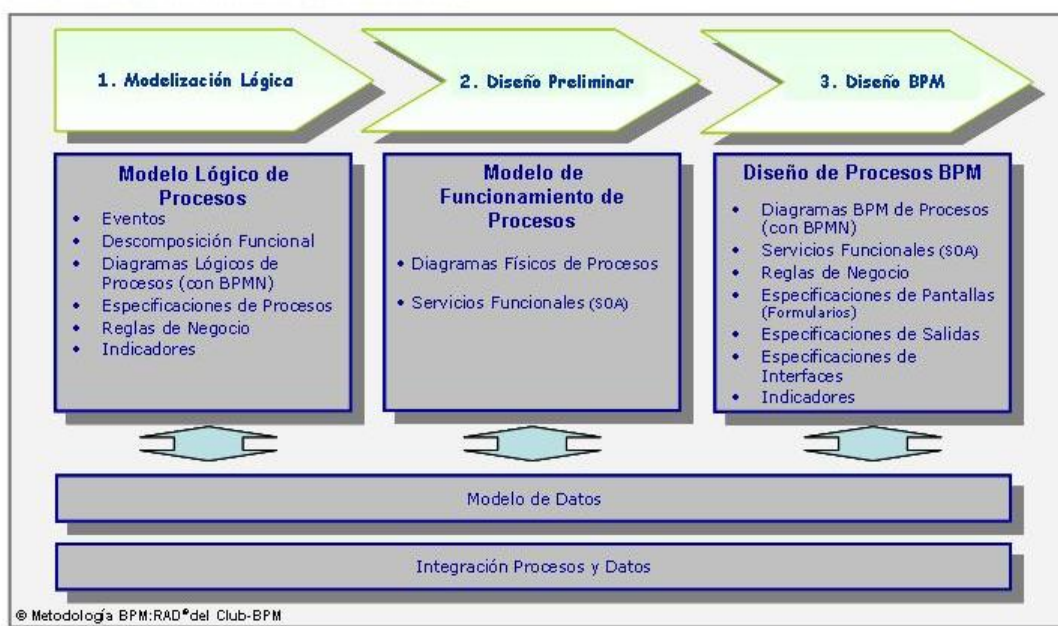 1. Modelización Lógica
2. Diseño Preliminar
3. Diseño BPM
Modelo Lógico de
Procesos
• Eventos
• Descomposición Funcional
• Diagramas Lógicos de
Procesos (con BPMN)
• Especificaciones de Procesos
• Reglas de Negocio
• Indicadores
Modelo de
Funcionamiento de
Procesos
• Diagramas Físicos de Procesos
• Servicios Funcionales (SOA)
Diseño de Procesos BPM
• Diagramas BPM de Procesos
(con BPMN)
• Servicios Funcionales (SOA)
• Reglas de Negocio
• Especificaciones de Pantallas
(Formularios)
• Especificaciones de Salidas
• Especificaciones de
Interfaces
• Indicadores
Modelo de Datos
Integración Procesos y Datos
© Metodología BPM:RAD®del Club-BPM